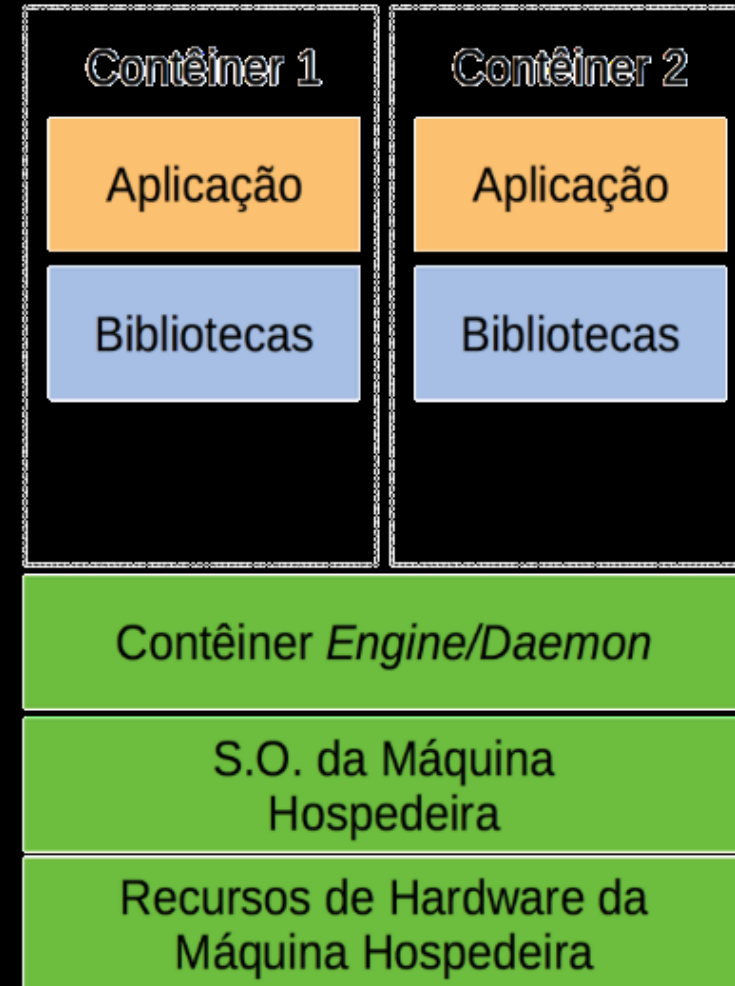 Contêiner 1
Contêiner 2
Aplicação
Aplicação
Bibliotecas
Bibliotecas
Contêiner Engine/Daemon
S.O. da Máquina
Hospedeira
Recursos de Hardware da
Máquina Hospedeira